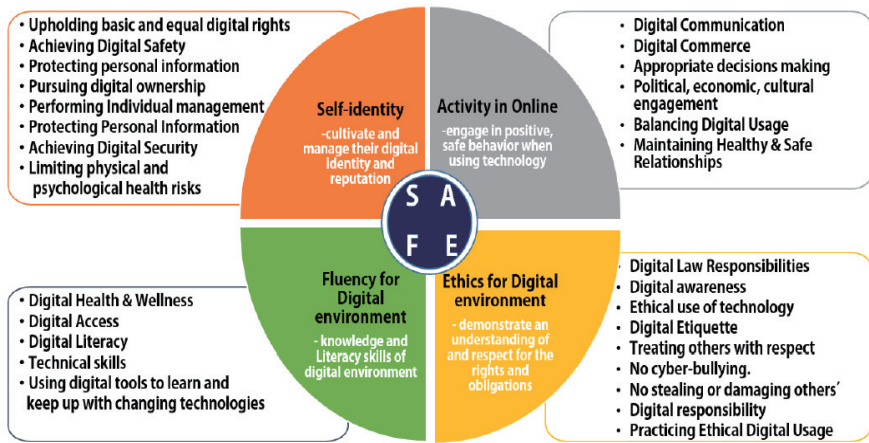 • Upholding basic and equal digital rights
• Achieving Digital Safety
• Protecting personal information
• Pursuing digital ownership
• Performing Individual management
• Protecting Personal Information
• Achieving Digital Security
• Limiting physical and
psychological health risks
Self-identity
-cultivate and
manage their digital
identity and
reputation
Activity in Online
-engage in positive,
safe behavior when
using technology
• Digital Communication
• Digital Commerce
• Appropriate decisions making
• Political, economic, cultural
engagement
• Balancing Digital Usage
• Maintaining Healthy & Safe
Relationships
S A
F E
• Digital Health & Wellness
• Digital Access
• Digital Literacy
• Technical skills
• Using digital tools to learn and
keep up with changing technologies
Fluency for
Digital
environment
- knowledge and
Literacy skills of
digital environment
Ethics for Digital
environment
- demonstrate an
understanding of
and respect for the
rights and
obligations
• Digital Law Responsibilities
• Digital awareness
• Ethical use of technology
• Digital Etiquette
• Treating others with respect
• No cyber-bullying.
• No stealing or damaging others´
• Digital responsibility
• Practicing Ethical Digital Usage